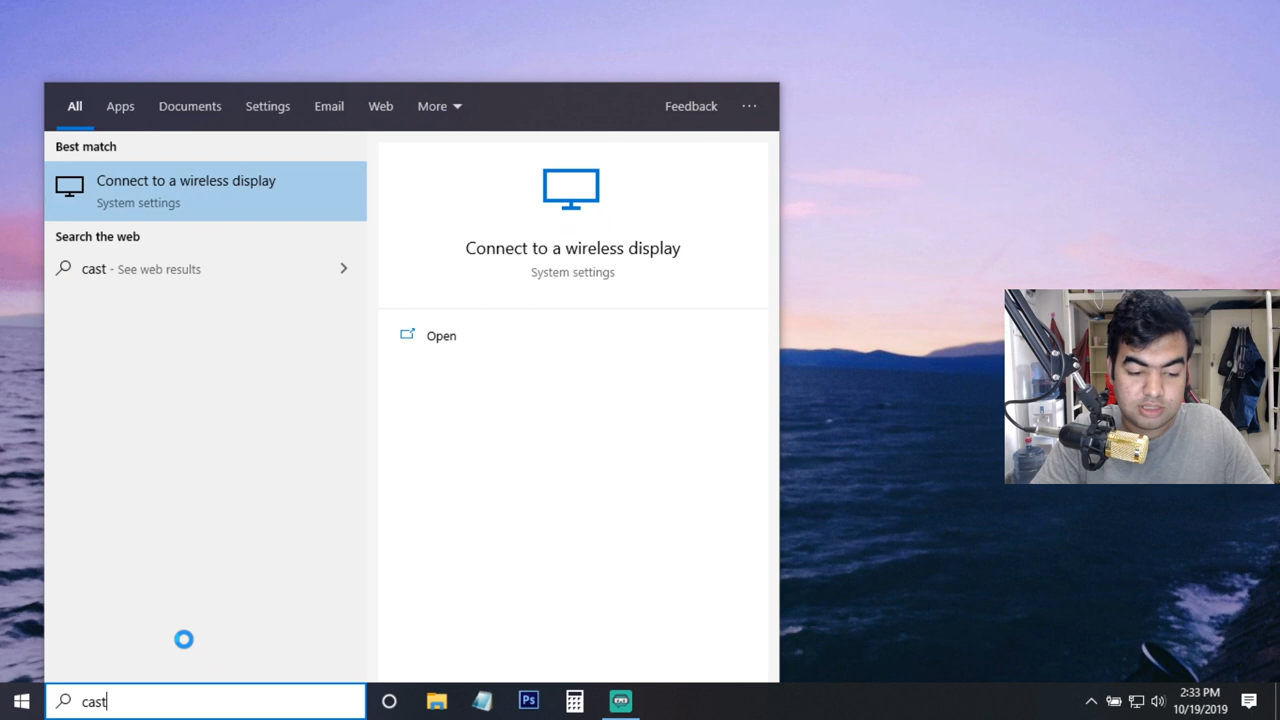 All Apps Documents Settings Email Web More Feedback ...
Best match
Connect to a wireless display
System settings
Search the web
cast - See web results
Connect to a wireless display
System settings
Open
cast
Ps
2:33 PM
10/19/2019